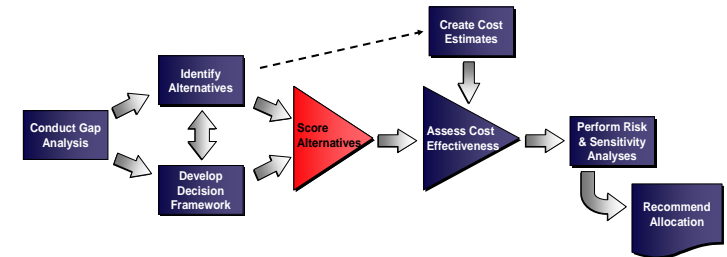 Conduct Gap
Analysis
Identify
Alternatives
Develop
Decision
Framework
Score
Alternatives
Create Cost
Estimates
Assess Cost
Effectiveness
Perform Risk
& Sensitivity
Analyses
Recommend
Allocation